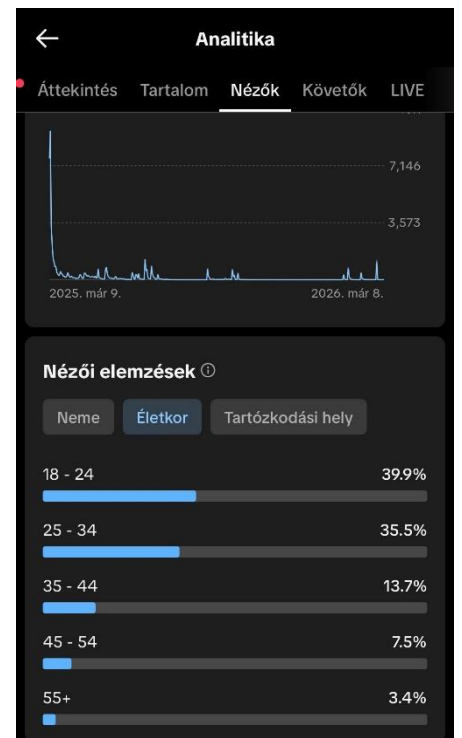 Analitika
Áttekintés Tartalom Nézők Követők LIVE
7,146
3,573
2025. már 9. 2026. már 8.
Nézői elemzések
Neme Életkor Tartózkodási hely
18 - 24 39.9%
25 - 34 35.5%
35 - 44 13.7%
45 - 54 7.5%
55+ 3.4%